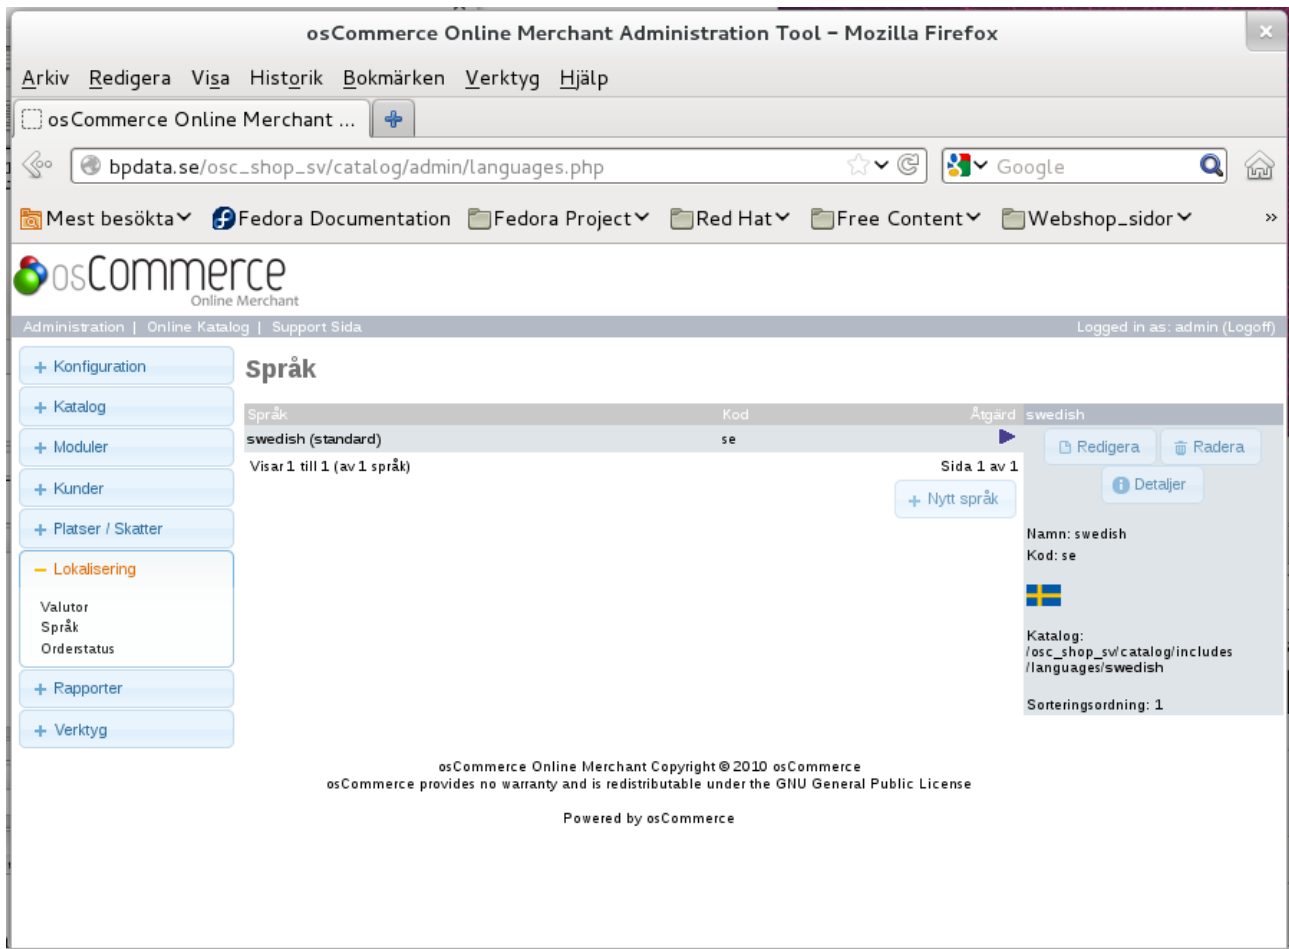 osCommerce Online Merchant Administration Tool – Mozilla Firefox
Arkiv Redigera Visa Historik Bokmärken Verktyg Hjälp
osCommerce Online Merchant ...
bpdata.se/osc_shop_sv/catalog/admin/languages.php Google
Mest besökta Fedora Documentation Fedora Project Red Hat Free Content Webshop_sidor »
osCommerce
Online Merchant
Administration | Online Katalog | Support Sida Logged in as: admin (Logoff)
Konfiguration
Katalog
Moduler
Kunder
Platser / Skatter
Lokalisering
Valutor
Språk
Orderstatus
Rapporter
Verktyg
Språk
Språk Kod Åtgärd
swedish (standard) se
Visar 1 till 1 (av 1 språk) Sida 1 av 1
+ Nytt språk
swedish
Redigera Radera
Detaljer
Namn: swedish
Kod: se
Katalog:
/osc_shop_sv/catalog/includes
/languages/swedish
Sorteringsordning: 1
osCommerce Online Merchant Copyright © 2010 osCommerce
osCommerce provides no warranty and is redistributable under the GNU General Public License
Powered by osCommerce